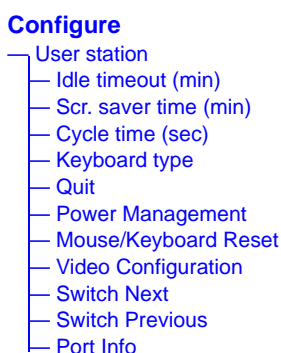 Configure
User station
Idle timeout (min)
Scr. saver time (min)
Cycle time (sec)
Keyboard type
Quit
Power Management
Mouse/Keyboard Reset
Video Configuration
Switch Next
Switch Previous
Port Info